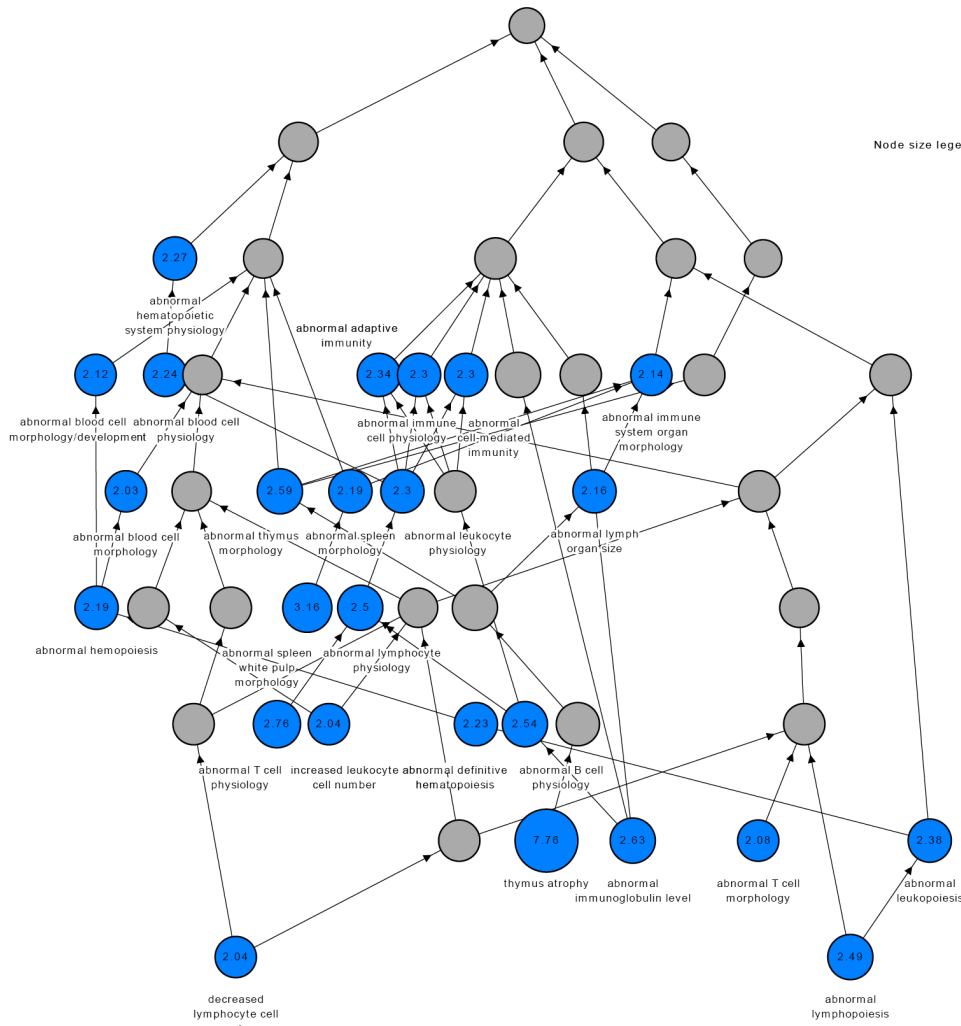 Node size lege
2.27
abnormal
hematopoietic
system physiology
abnormal adaptive
immunity
2.12
2.24
2.34
2.3
2.3
2.14
abnormal blood cell
morphology/development
abnormal blood cell
physiology
abnormal immune
cell physiology
abnormal
cell-mediated
immunity
abnormal immune
system organ
morphology
2.03
2.59
2.19
2.3
2.16
abnormal blood cell
morphology
abnormal thymus
morphology
abnormal spleen
morphology
abnormal leukocyte
physiology
abnormal lymph
organ size
2.19
3.16
2.5
abnormal hemopoiesis
abnormal spleen
white pulp
morphology
abnormal lymphocyte
physiology
2.76
2.04
2.23
2.54
abnormal T cell
physiology
increased leukocyte
cell number
abnormal definitive
hematopoiesis
abnormal B cell
physiology
7.76
2.63
2.08
2.38
thymus atrophy
abnormal
immunoglobulin level
abnormal T cell
morphology
abnormal
leukopoiesis
2.04
2.49
decreased
lymphocyte cell
abnormal
lymphopoiesis